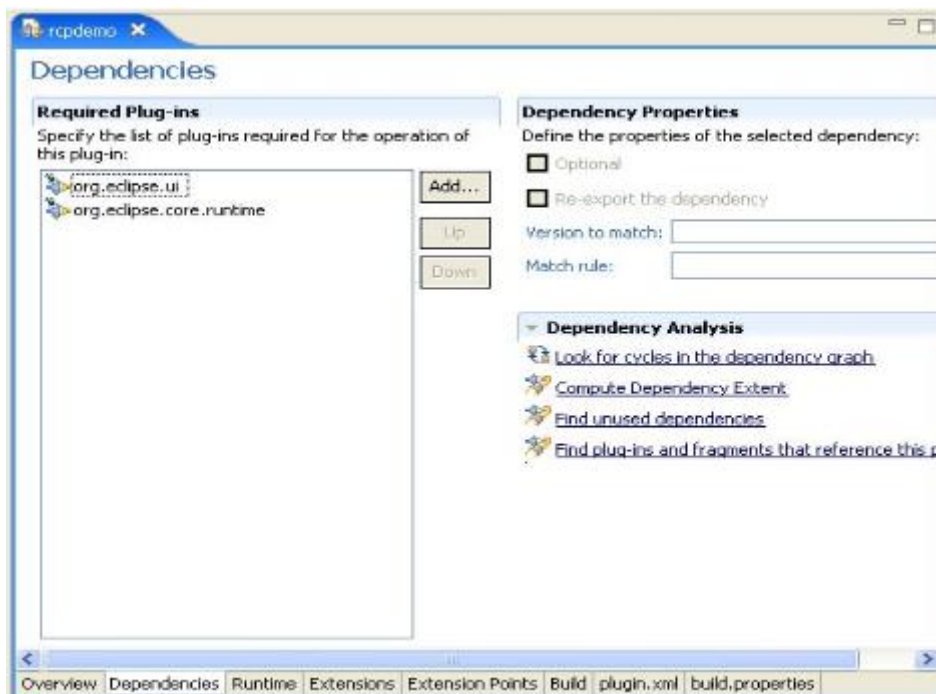 rcpdemo
Dependencies
Required Plug-ins
Specify the list of plug-ins required for the operation of
this plug-in:
org.eclipse.ui
org.eclipse.core.runtime
Add...
Up
Down
Dependency Properties
Define the properties of the selected dependency:
Optional
Re-export the dependency
Version to match:
Match rule:
Dependency Analysis
Look for cycles in the dependency graph
Compute Dependency Extent
Find unused dependencies
Find plug-ins and fragments that reference this p
Overview Dependencies Runtime Extensions Extension Points Build plugin.xml build.properties